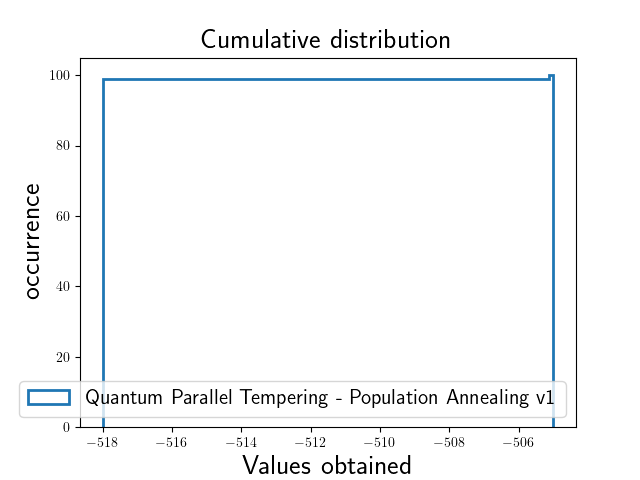 Cumulative distribution
occurrence
100
80
60
40
20
0
Quantum Parallel Tempering - Population Annealing v1
−518 −516 −514 −512 −510 −508 −506
Values obtained